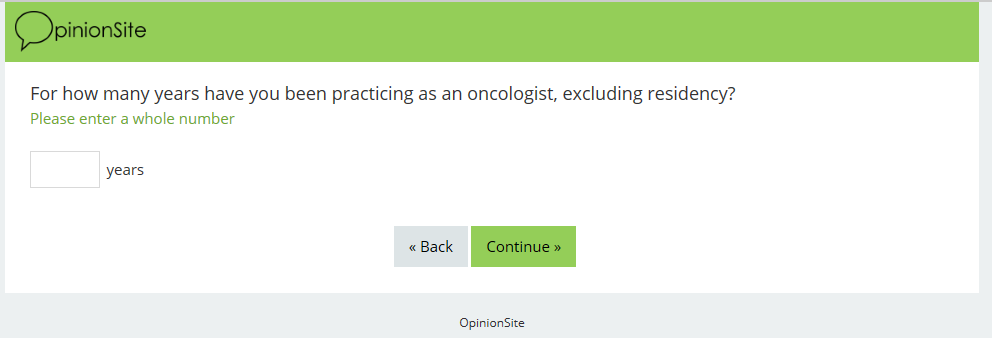 OpinionSite
For how many years have you been practicing as an oncologist, excluding residency?
Please enter a whole number
years
« Back Continue »
OpinionSite